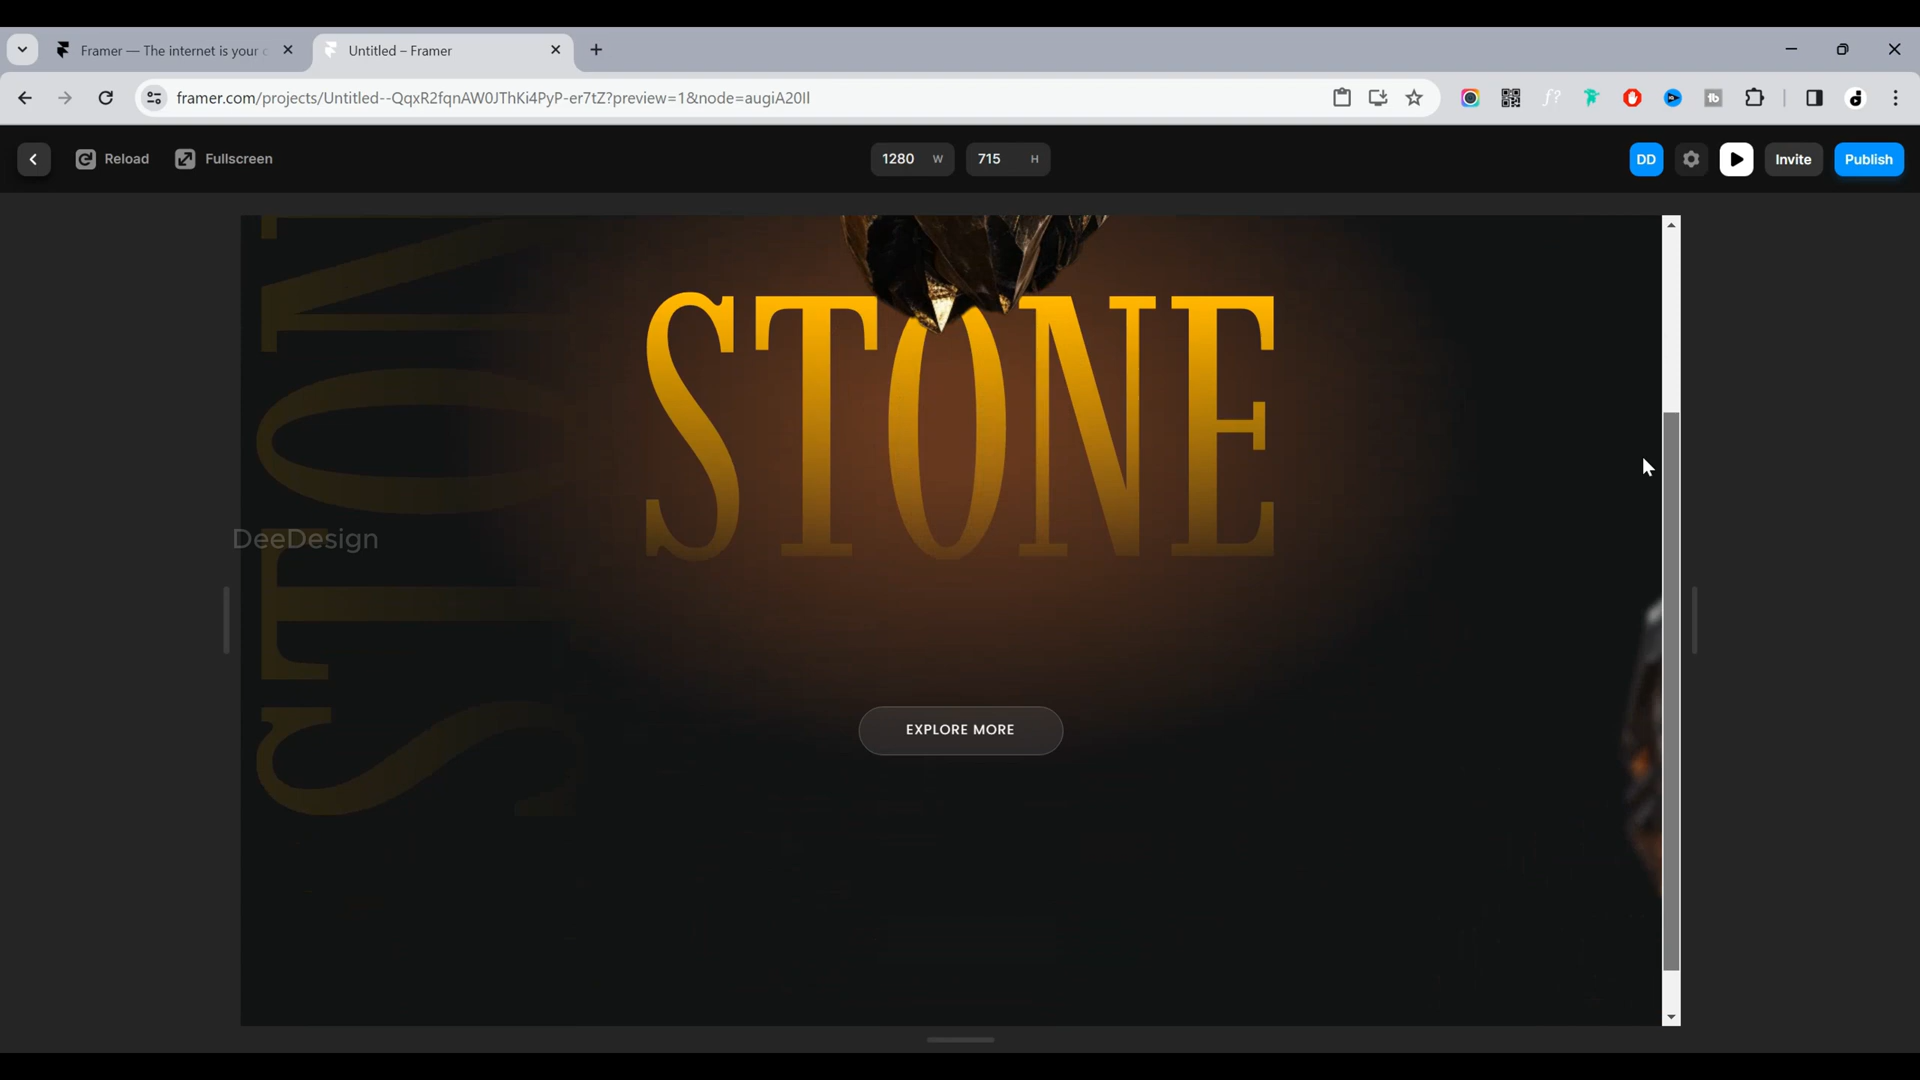 Framer — The internet is your c
Untitled – Framer
framer.com/projects/Untitled--QqxR2fqnAW0JThKi4PyP-er7tZ?preview=1&node=augiA20Il
Reload
Fullscreen
1280 W
715 H
DD
Invite
Publish
STONE
STON
DeeDesign
EXPLORE MORE